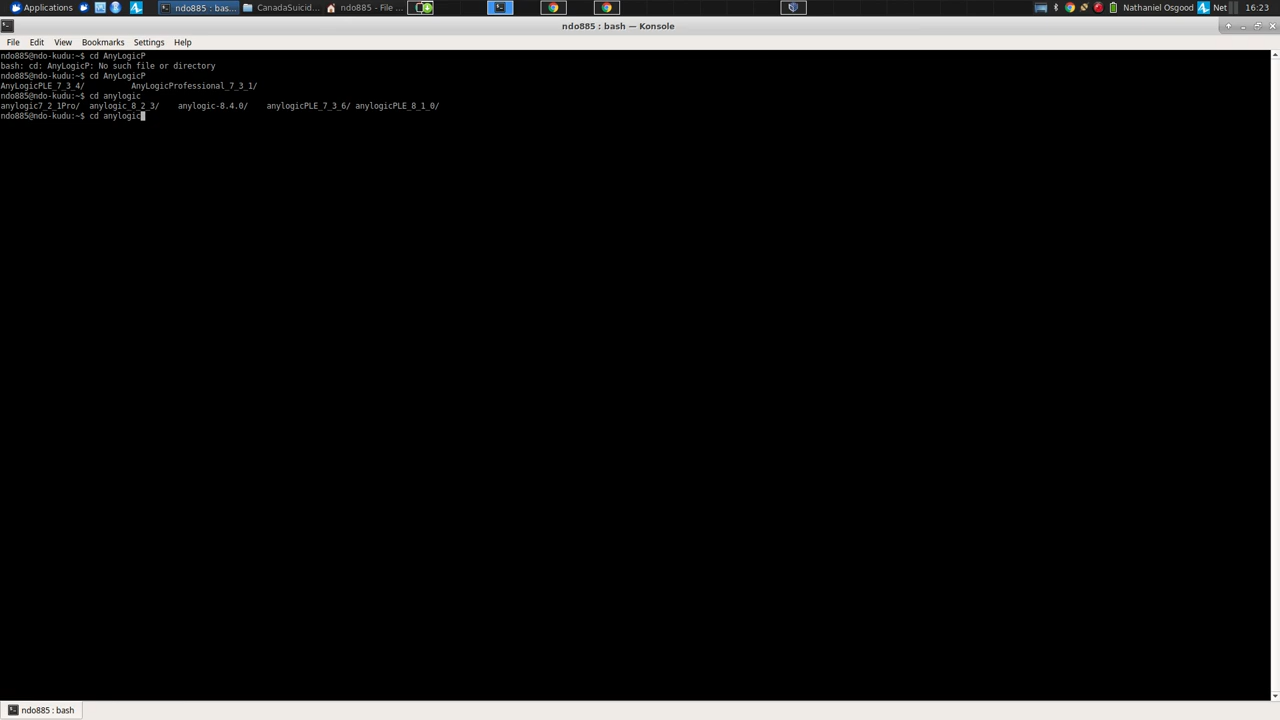 Applications ndo885 : bas... CanadaSuicid... ndo885 - File ... Nathaniel Osgood Net 16:23
ndo885 : bash — Konsole
File Edit View Bookmarks Settings Help
ndo885@ndo-kudu:~$ cd AnyLogicP
bash: cd: AnyLogicP: No such file or directory
ndo885@ndo-kudu:~$ cd AnyLogicP
AnyLogicPLE_7_3_4/ AnyLogicProfessional_7_3_1/
ndo885@ndo-kudu:~$ cd anylogic
anylogic7_2_1Pro/ anylogic_8_2_3/ anylogic-8.4.0/ anylogicPLE_7_3_6/ anylogicPLE_8_1_0/
ndo885@ndo-kudu:~$ cd anylogic
ndo885 : bash